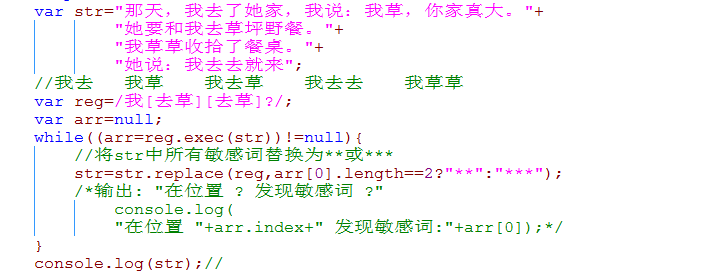 var str="那天，我去了她家，我说：我草，你家真大。"+
"她要和我去草坪野餐。"+
"我草草收拾了餐桌。"+
"她说：我去去就来";
//我去 我草 我去草 我去去 我草草
var reg=/我[去草][去草]?/;
var arr=null;
while((arr=reg.exec(str))!=null){
//将str中所有敏感词替换为**或***
str=str.replace(reg,arr[0].length==2?"**":"***");
/*输出："在位置 ? 发现敏感词 ?"
console.log(
"在位置 "+arr.index+" 发现敏感词:"+arr[0]);*/
}
console.log(str);//